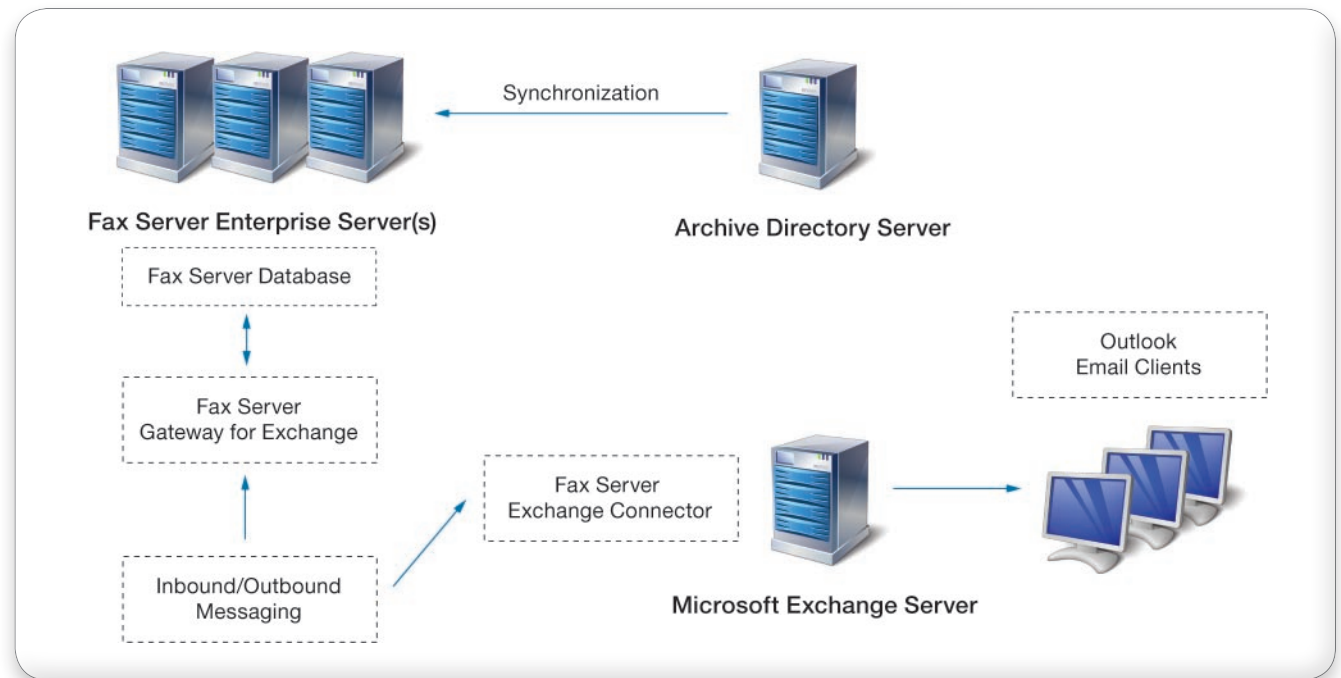 Synchronization
Fax Server Enterprise Server(s)
Archive Directory Server
Fax Server Database
Outlook
Email Clients
Fax Server
Gateway for Exchange
Fax Server
Exchange Connector
Inbound/Outbound
Messaging
Microsoft Exchange Server